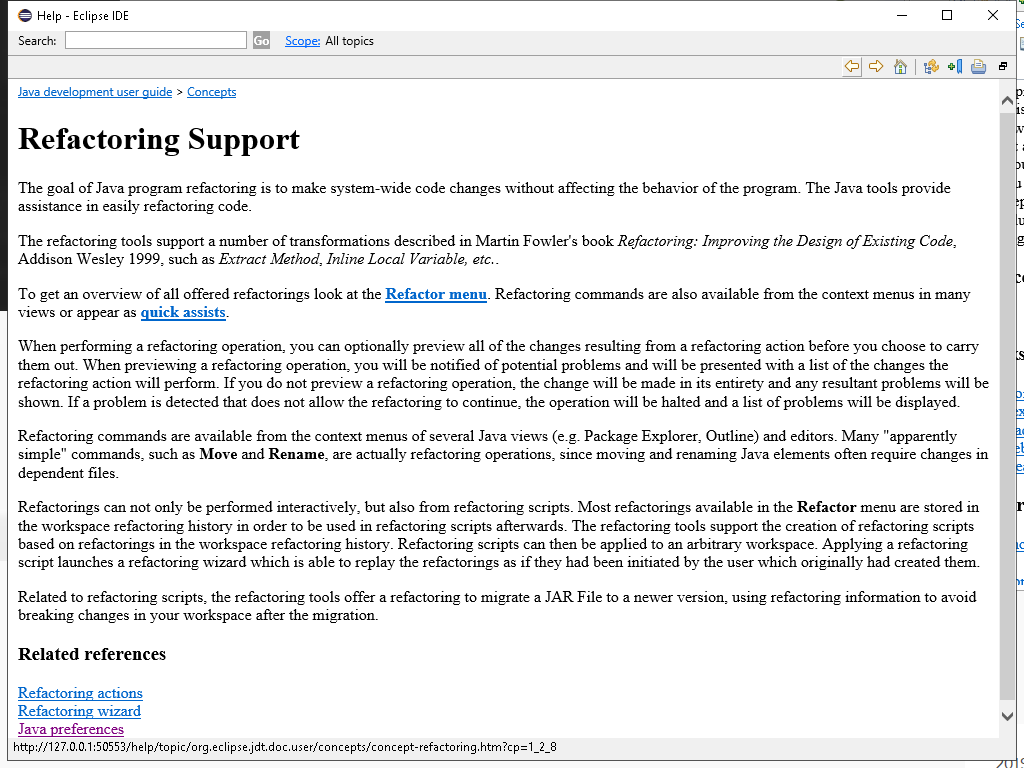 Help - Eclipse IDE
Search:
Go
Scope: All topics
Java development user guide > Concepts
Refactoring Support
The goal of Java program refactoring is to make system-wide code changes without affecting the behavior of the program. The Java tools provide
assistance in easily refactoring code.
The refactoring tools support a number of transformations described in Martin Fowler's book Refactoring: Improving the Design of Existing Code,
Addison Wesley 1999, such as Extract Method, Inline Local Variable, etc..
To get an overview of all offered refactorings look at the Refactor menu. Refactoring commands are also available from the context menus in many
views or appear as quick assists.
When performing a refactoring operation, you can optionally preview all of the changes resulting from a refactoring action before you choose to carry
them out. When previewing a refactoring operation, you will be notified of potential problems and will be presented with a list of the changes the
refactoring action will perform. If you do not preview a refactoring operation, the change will be made in its entirety and any resultant problems will be
shown. If a problem is detected that does not allow the refactoring to continue, the operation will be halted and a list of problems will be displayed.
Refactoring commands are available from the context menus of several Java views (e.g. Package Explorer, Outline) and editors. Many "apparently
simple" commands, such as Move and Rename, are actually refactoring operations, since moving and renaming Java elements often require changes in
dependent files.
Refactorings can not only be performed interactively, but also from refactoring scripts. Most refactorings available in the Refactor menu are stored in
the workspace refactoring history in order to be used in refactoring scripts afterwards. The refactoring tools support the creation of refactoring scripts
based on refactorings in the workspace refactoring history. Refactoring scripts can then be applied to an arbitrary workspace. Applying a refactoring
script launches a refactoring wizard which is able to replay the refactorings as if they had been initiated by the user which originally had created them.
Related to refactoring scripts, the refactoring tools offer a refactoring to migrate a JAR File to a newer version, using refactoring information to avoid
breaking changes in your workspace after the migration.
Related references
Refactoring actions
Refactoring wizard
Java preferences
http://127.0.0.1:50553/help/topic/org.eclipse.jdt.doc.user/concepts/concept-refactoring.htm?cp=1_2_8